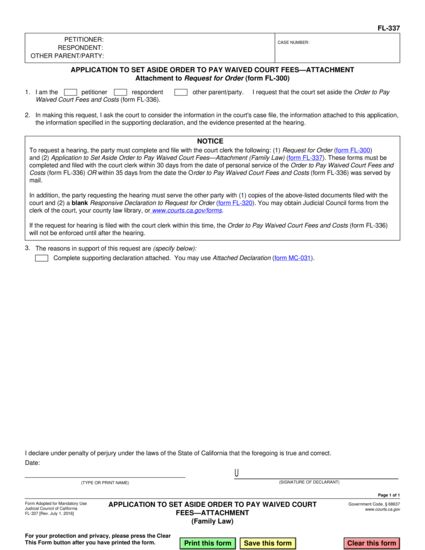 FL-337
PETITIONER:
RESPONDENT:
OTHER PARENT/PARTY:
CASE NUMBER:
APPLICATION TO SET ASIDE ORDER TO PAY WAIVED COURT FEES—ATTACHMENT
Attachment to Request for Order (form FL-300)
1. I am the petitioner respondent other parent/party. I request that the court set aside the Order to Pay
Waived Court Fees and Costs (form FL-336).
2. In making this request, I ask the court to consider the information in the court's case file, the information attached to this application,
the information specified in the supporting declaration, and the evidence presented at the hearing.
NOTICE
To request a hearing, the party must complete and file with the court clerk the following: (1) Request for Order (form FL-300)
and (2) Application to Set Aside Order to Pay Waived Court Fees—Attachment (Family Law) (form FL-337). These forms must be
completed and filed with the court clerk within 30 days from the date of personal service of the Order to Pay Waived Court Fees and
Costs (form FL-336) OR within 35 days from the date the Order to Pay Waived Court Fees and Costs (form FL-336) was served by
mail.
In addition, the party requesting the hearing must serve the other party with (1) copies of the above-listed documents filed with the
court and (2) a blank Responsive Declaration to Request for Order (form FL-320). You may obtain Judicial Council forms from the
clerk of the court, your county law library, or www.courts.ca.gov/forms.
If the request for hearing is filed with the court clerk within this time, the Order to Pay Waived Court Fees and Costs (form FL-336)
will not be enforced until after the hearing.
3. The reasons in support of this request are (specify below):
Complete supporting declaration attached. You may use Attached Declaration (form MC-031).
I declare under penalty of perjury under the laws of the State of California that the foregoing is true and correct.
Date:
(TYPE OR PRINT NAME)
(SIGNATURE OF DECLARANT)
Page 1 of 1
Form Adopted for Mandatory Use
Judicial Council of California
FL-337 [Rev. July 1, 2016]
APPLICATION TO SET ASIDE ORDER TO PAY WAIVED COURT
FEES—ATTACHMENT
(Family Law)
Government Code, § 68637
www.courts.ca.gov
For your protection and privacy, please press the Clear
This Form button after you have printed the form.
Print this form
Save this form
Clear this form